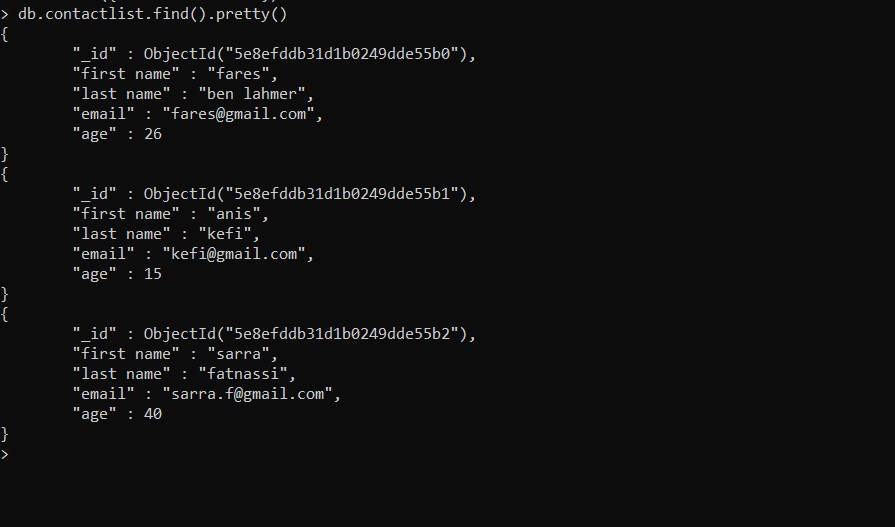 > db.contactlist.find().pretty()
{
"_id" : ObjectId("5e8efddb31d1b0249dde55b0"),
"first name" : "fares",
"last name" : "ben lahmer",
"email" : "fares@gmail.com",
"age" : 26
}
{
"_id" : ObjectId("5e8efddb31d1b0249dde55b1"),
"first name" : "anis",
"last name" : "kefi",
"email" : "kefi@gmail.com",
"age" : 15
}
{
"_id" : ObjectId("5e8efddb31d1b0249dde55b2"),
"first name" : "sarra",
"last name" : "fatnassi",
"email" : "sarra.f@gmail.com",
"age" : 40
}
>